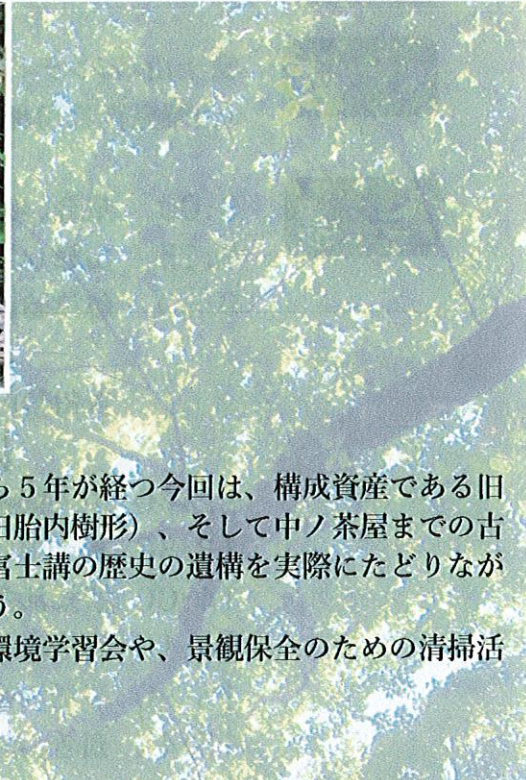 ら５年が経つ今回は、構成資産である旧
旧胎内樹形）、そして中ノ茶屋までの古
富士講の歴史の遺構を実際にたどりなが
う。
環境学習会や、景観保全のための清掃活